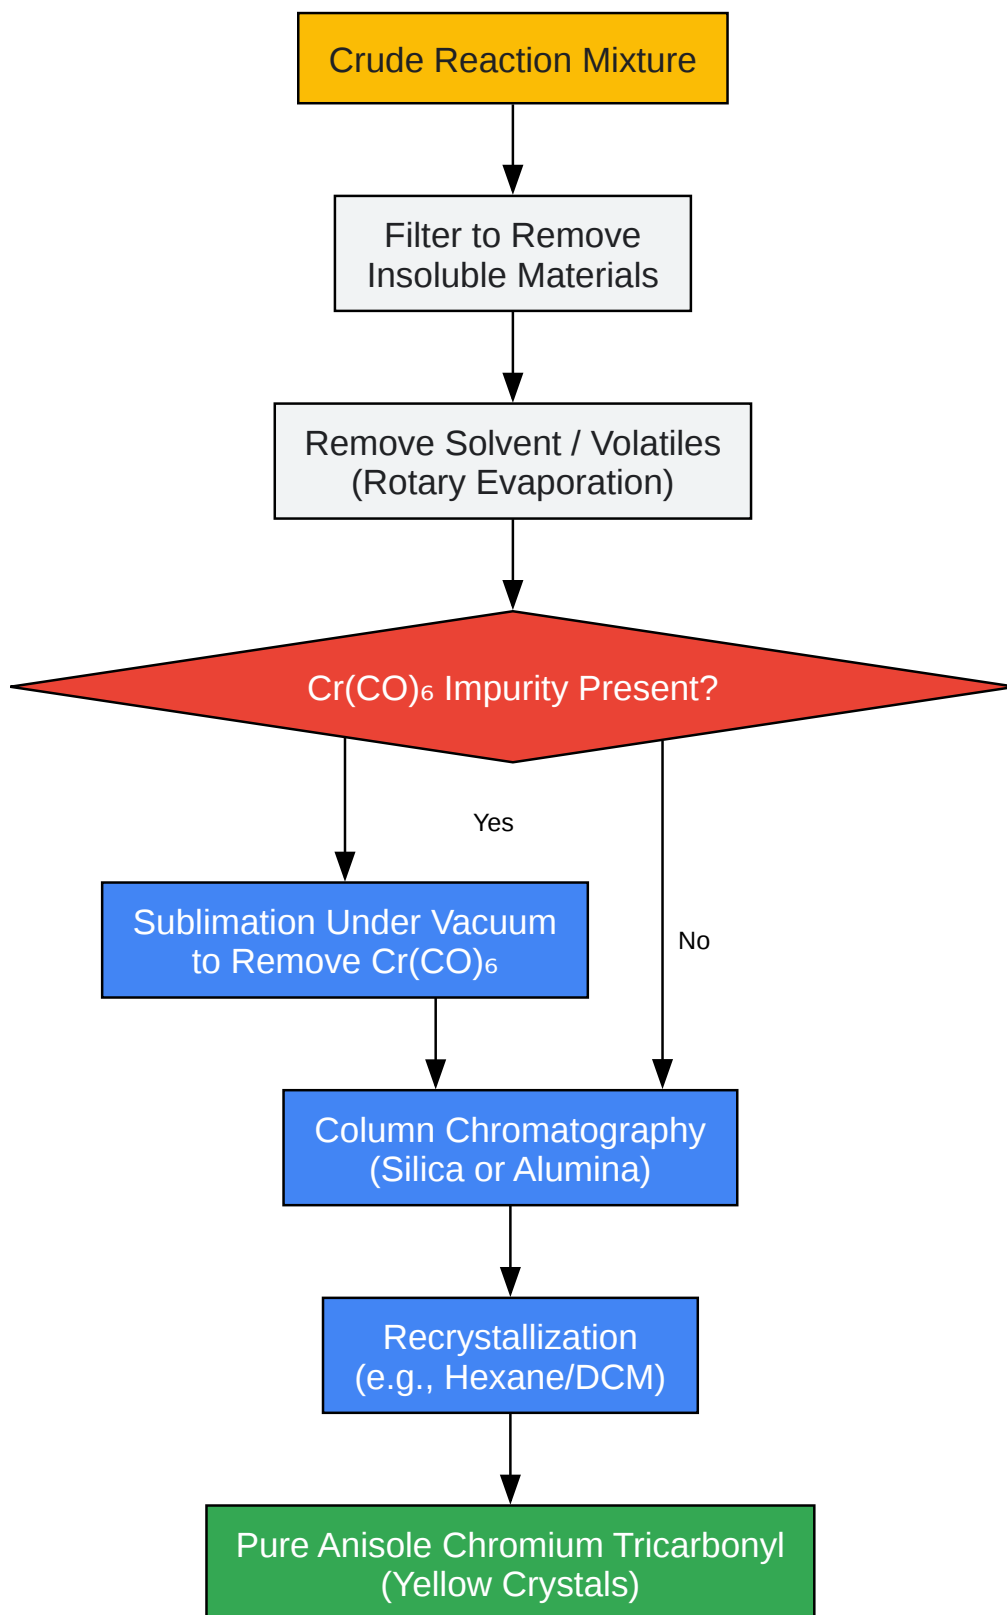 Crude Reaction Mixture
Filter to Remove
Insoluble Materials
Remove Solvent / Volatiles
(Rotary Evaporation)
Cr(CO)₆ Impurity Present?
Yes
Sublimation Under Vacuum
to Remove Cr(CO)₆
No
Column Chromatography
(Silica or Alumina)
Recrystallization
(e.g., Hexane/DCM)
Pure Anisole Chromium Tricarbonyl
(Yellow Crystals)